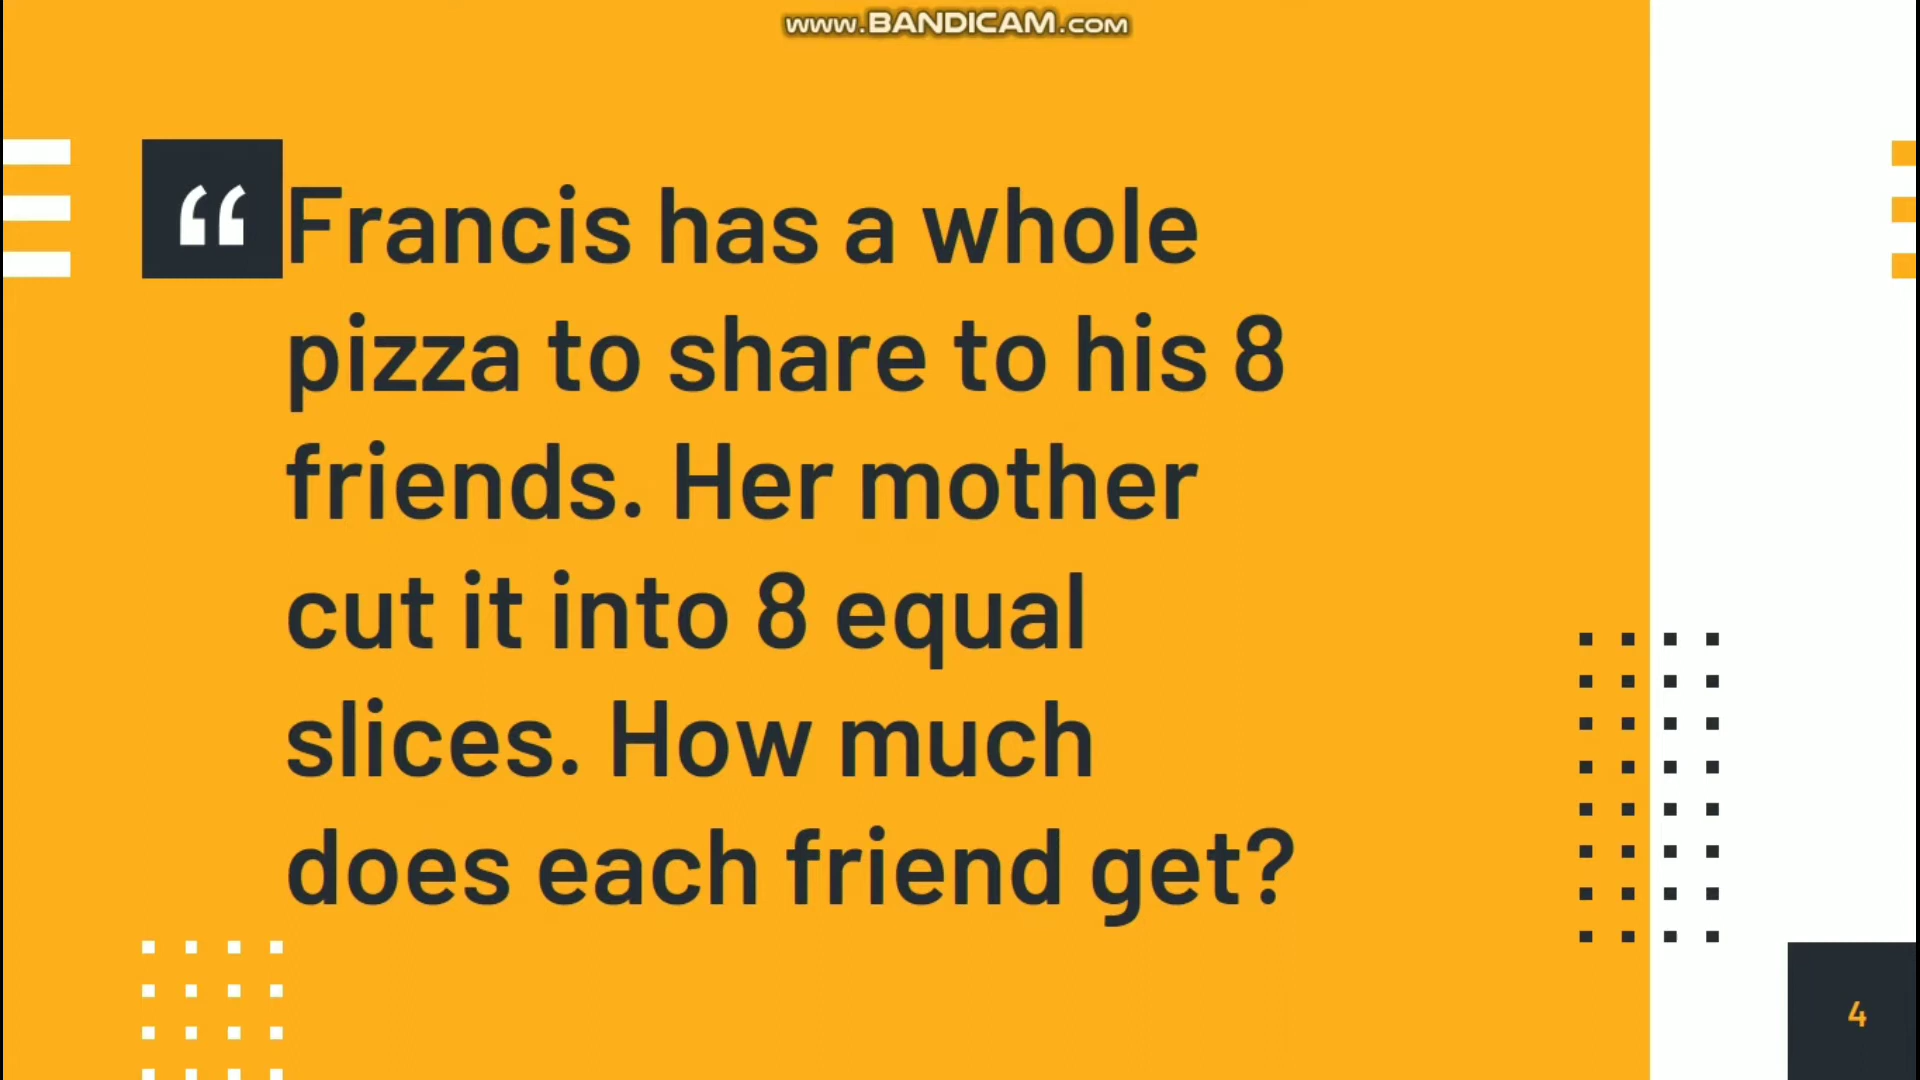 www.BANDICAM.com
“
Francis has a whole
pizza to share to his 8
friends. Her mother
cut it into 8 equal
slices. How much
does each friend get?
4